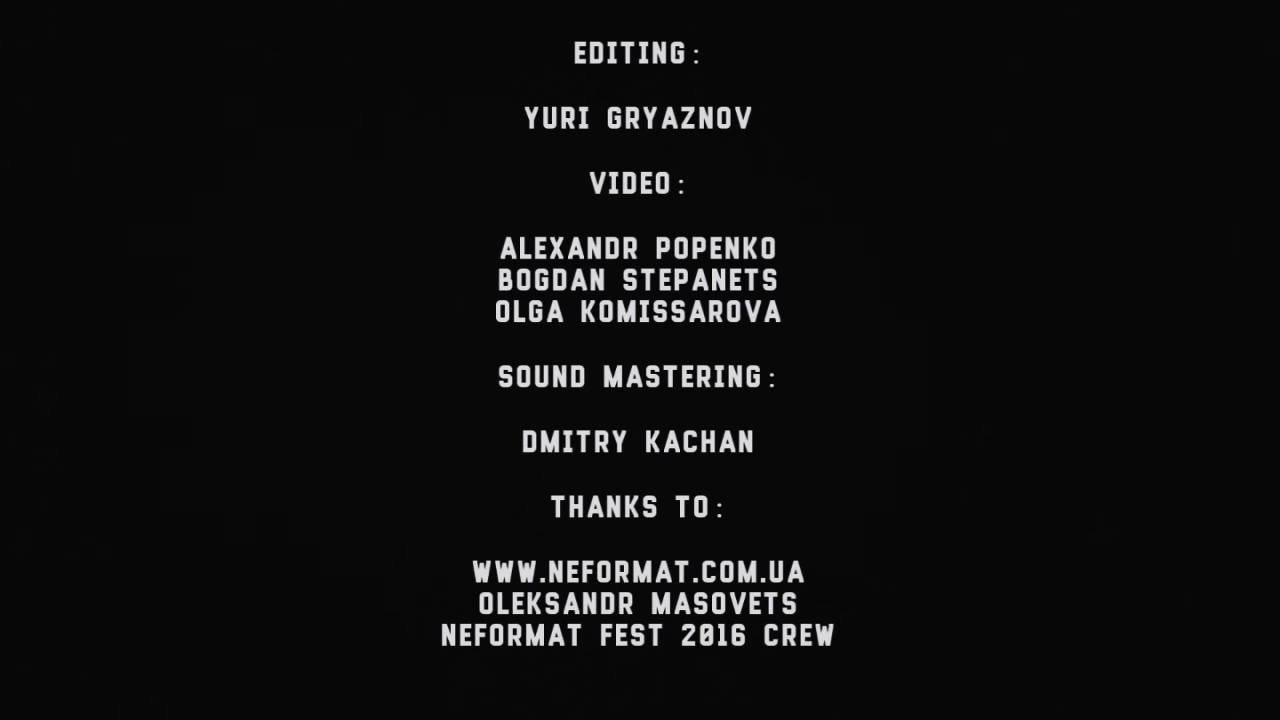 EDITING:
YURI GRYAZNOV
VIDEO:
ALEXANDR POPENKO
BOGDAN STEPANETS
OLGA KOMISSAROVA
SOUND MASTERING:
DMITRY KACHAN
THANKS TO:
WWW.NEFORMAT.COM.UA
OLEKSANDR MASOVETS
NEFORMAT FEST 2016 CREW